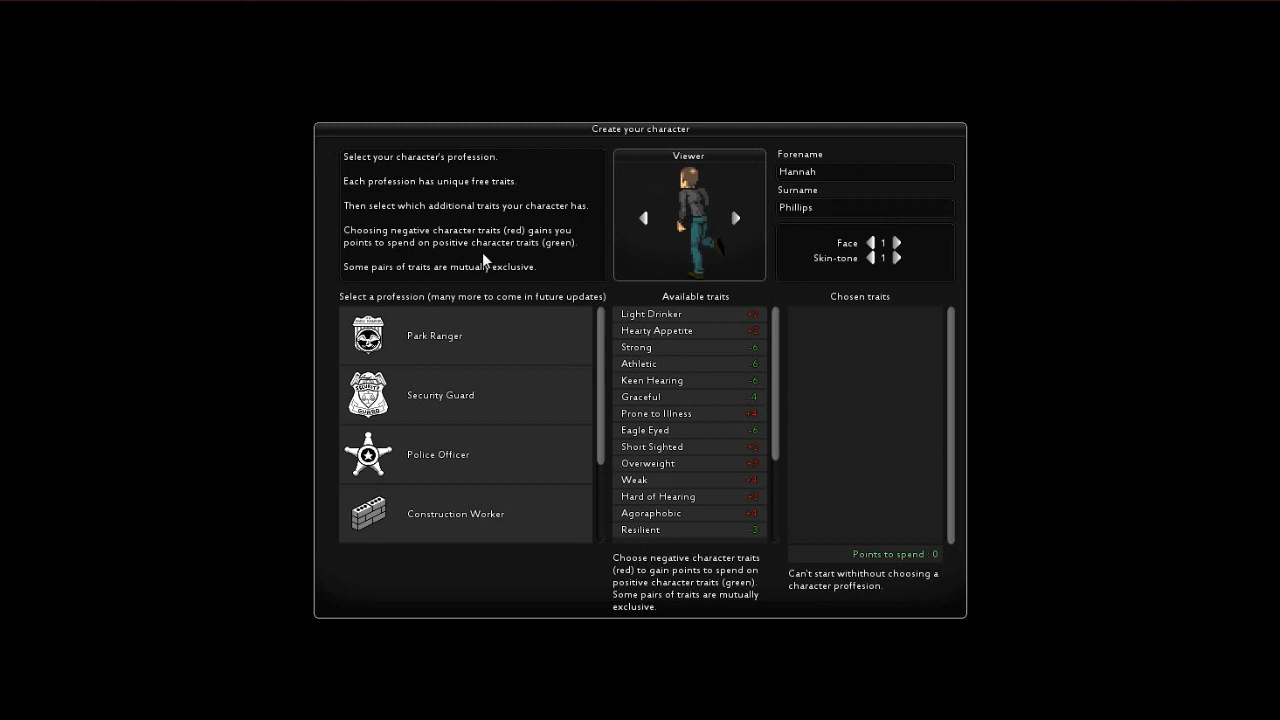 Create your character
Select your character's profession.
Each profession has unique free traits.
Then select which additional traits your character has.
Choosing negative character traits (red) gains you
points to spend on positive character traits (green).
Some pairs of traits are mutually exclusive.
Viewer
Forename
Hannah
Surname
Phillips
Face 1
Skin-tone 1
Select a profession (many more to come in future updates)
Park Ranger
Security Guard
Police Officer
Construction Worker
Available traits
Light Drinker
Hearty Appetite +2
Strong -6
Athletic -6
Keen Hearing -6
Graceful -4
Prone to Illness +4
Eagle Eyed -6
Short Sighted +2
Overweight
Weak +4
Hard of Hearing +2
Agoraphobic +4
Resilient -3
Choose negative character traits
(red) to gain points to spend on
positive character traits (green).
Some pairs of traits are mutually
exclusive.
Chosen traits
Points to spend : 0
Can't start withithout choosing a
character proffesion.